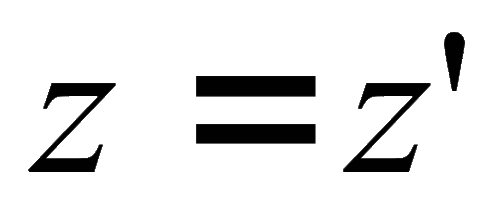 z = z'